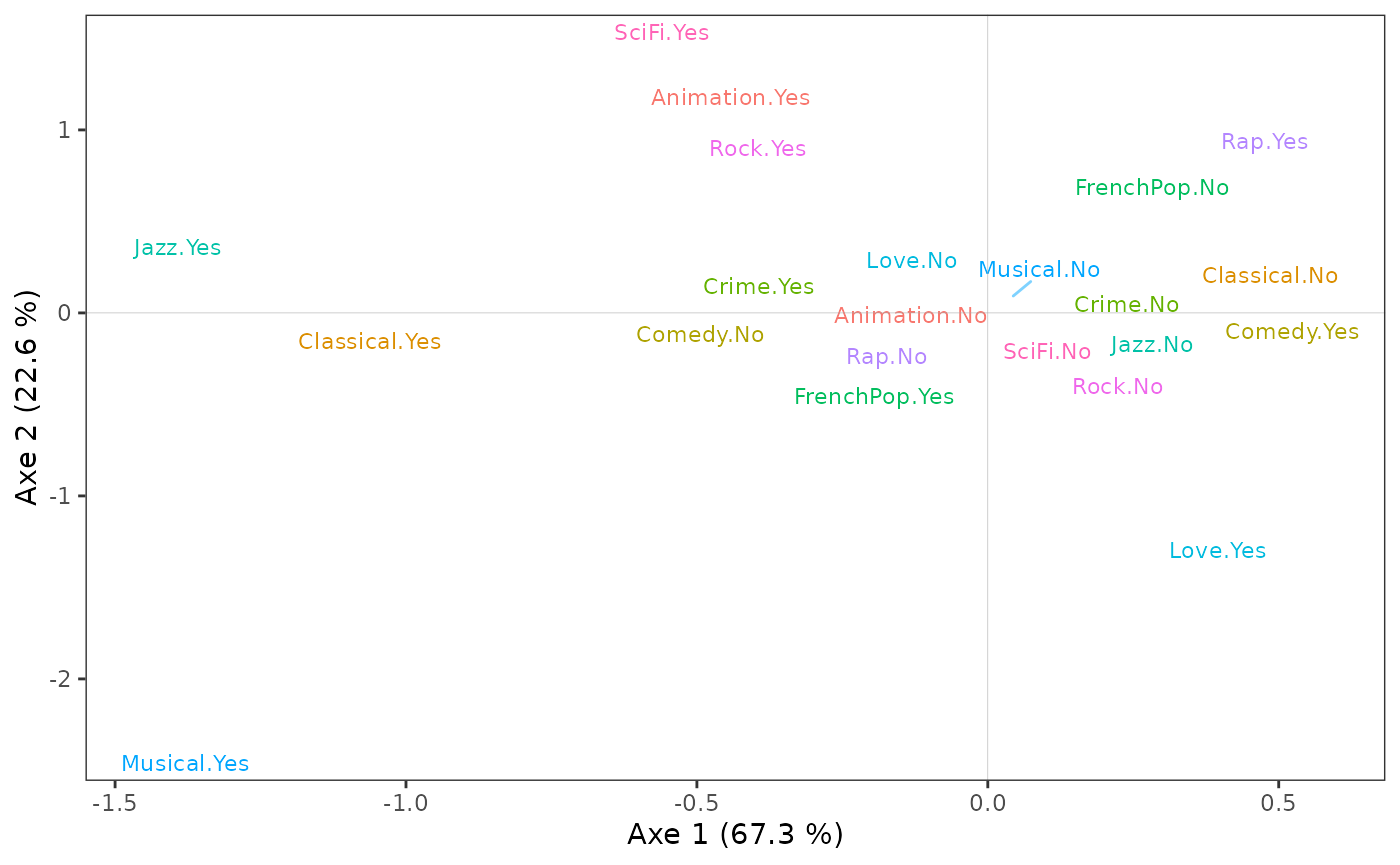 SciFi.Yes
Animation.Yes
Rock.Yes
Rap.Yes
FrenchPop.No
Jazz.Yes
Love.No
Musical.No
Classical.No
Crime.Yes
Crime.No
Animation.No
Comedy.No
Comedy.Yes
Classical.Yes
Rap.No
SciFi.No
Jazz.No
Rock.No
FrenchPop.Yes
Love.Yes
Musical.Yes
1
0
-1
-2
Axe 2 (22.6 %)
-1.5
-1.0
-0.5
0.0
0.5
Axe 1 (67.3 %)